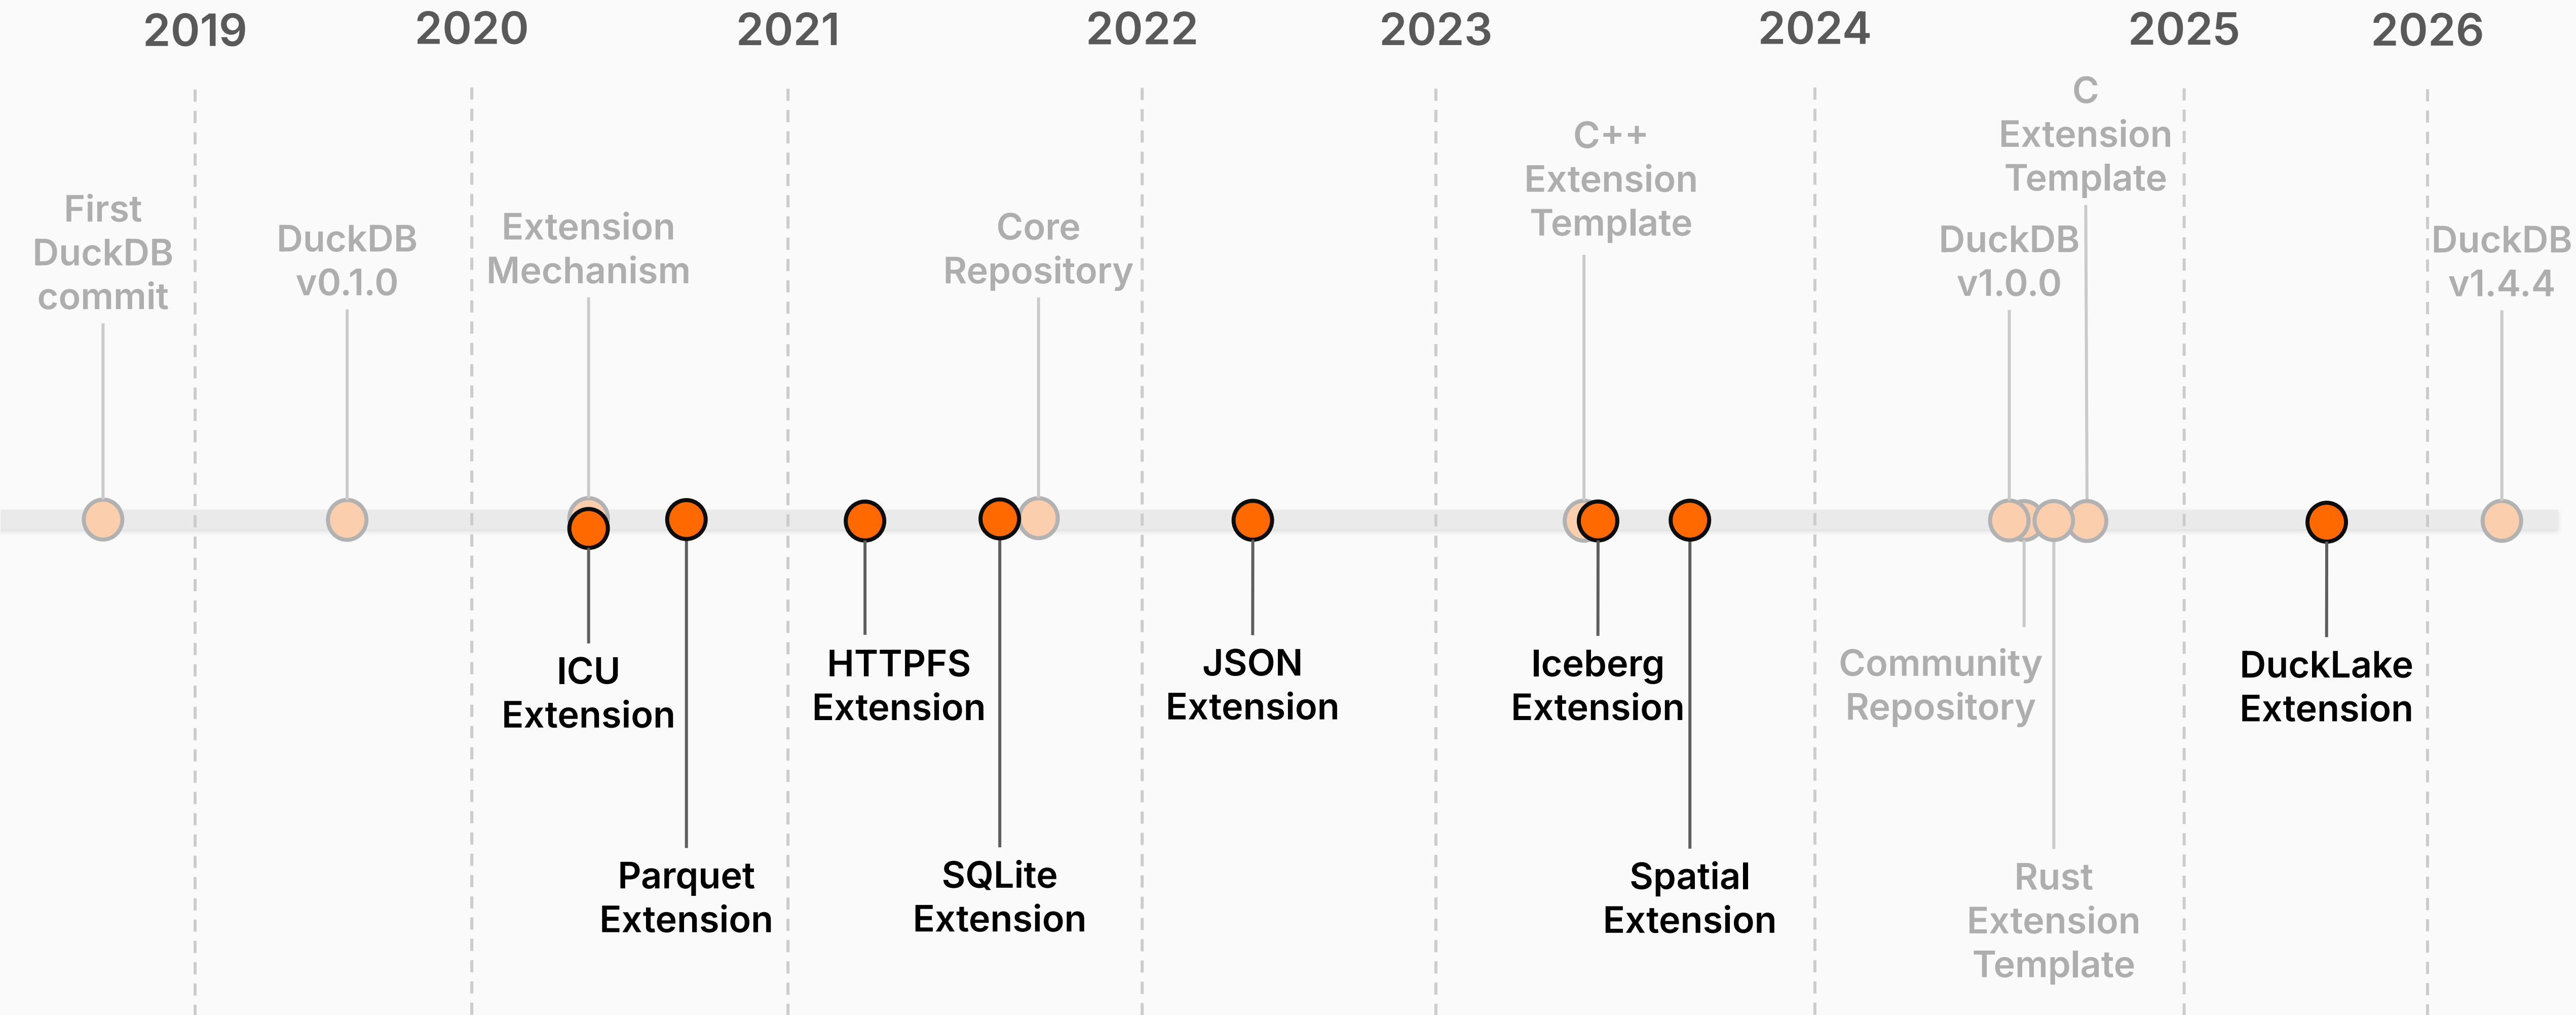 2019
2020
2021
2022
2023
2024
2025
2026
First
DuckDB
commit
DuckDB
v0.1.0
Extension
Mechanism
Core
Repository
C++
Extension
Template
DuckDB
v1.0.0
C
Extension
Template
DuckDB
v1.4.4
ICU
Extension
Parquet
Extension
HTTPFS
Extension
SQLite
Extension
JSON
Extension
Iceberg
Extension
Spatial
Extension
Community
Repository
Rust
Extension
Template
DuckLake
Extension